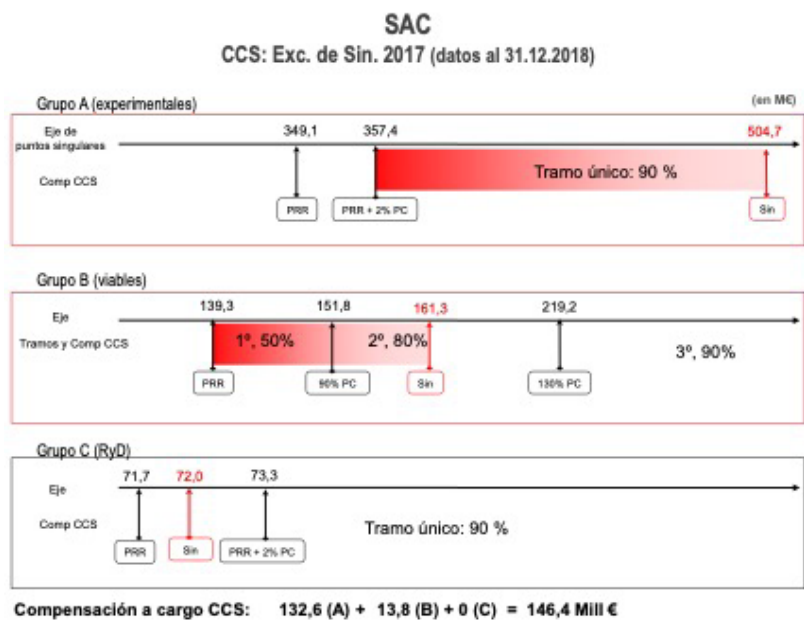 SAC
CCS: Exc. de Sin. 2017 (datos al 31.12.2018)
Grupo A (experimentales)
(en M€)
Eje de
puntos singulares
349,1
357,4
504,7
Comp CCS
Tramo único: 90 %
PRR
PRR + 2% PC
Sin
Grupo B (viables)
139,3
151,8
161,3
219,2
Eje
Tramos y Comp CCS
1º, 50%
2º, 80%
3º, 90%
PRR
90% PC
Sin
130% PC
Grupo C (RyD)
71,7
72,0
73,3
Eje
Comp CCS
Tramo único: 90 %
PRR
Sin
PRR + 2% PC
Compensación a cargo CCS: 132,6 (A) + 13,8 (B) + 0 (C) = 146,4 Mill €